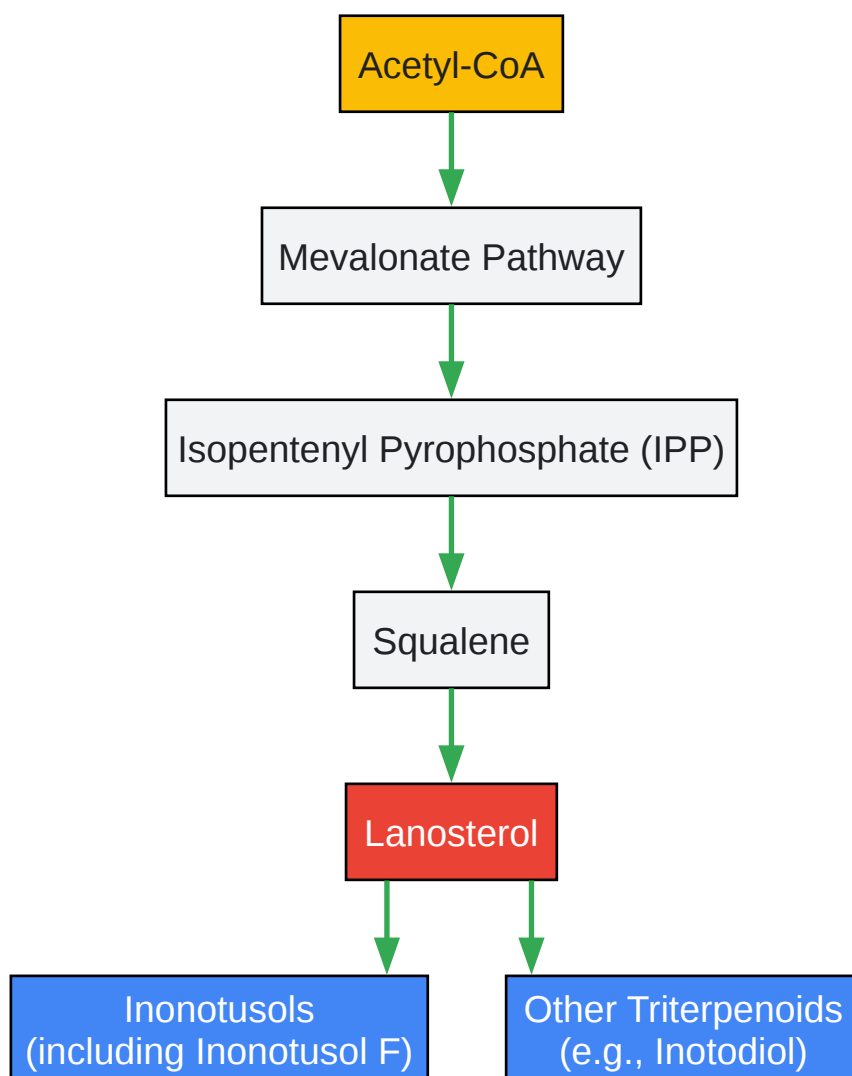 Acetyl-CoA
Mevalonate Pathway
Isopentenyl Pyrophosphate (IPP)
Squalene
Lanosterol
Inonotusols
(including Inonotusol F)
Other Triterpenoids
(e.g., Inotodiol)